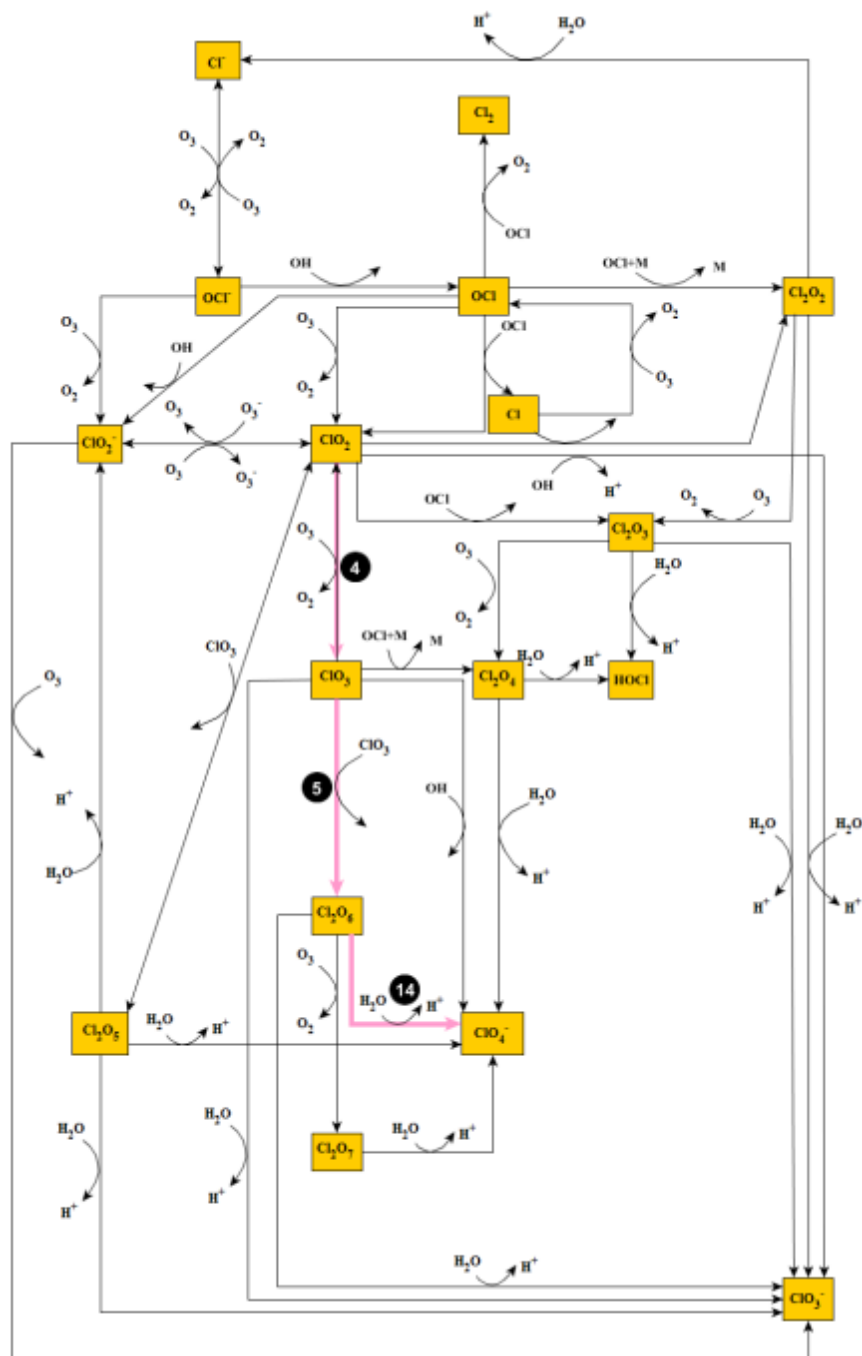 H⁺ H₂O
Cl⁻
Cl₂
O₃ O₂
O₂
O₂ O₃
OCl
OH
OCl+M M
OCl⁻
OCl
Cl₂O₂
O₃
O₃
OCl
O₂
OH
O₂
O₂
O₃
Cl
O₃ O₃⁻
ClO₂⁻
ClO₂
O₃ O₃⁻
OH
H⁺
OCl
O₂ O₃
Cl₂O₃
O₃
4
O₃
H₂O
O₂
O₂
H⁺
ClO₃
OCl+M M
H₂O H⁺
ClO₃
Cl₂O₄
HOCl
O₃
ClO₃
5
OH
H₂O
H⁺
H₂O
H₂O
H₂O
H⁺
H⁺
H⁺
Cl₂O₆
O₃
14
H₂O H⁺
O₂
Cl₂O₅
H₂O H⁺
ClO₄⁻
H₂O
H₂O
Cl₂O₇
H₂O H⁺
H⁺
H⁺
H₂O H⁺
ClO₃⁻